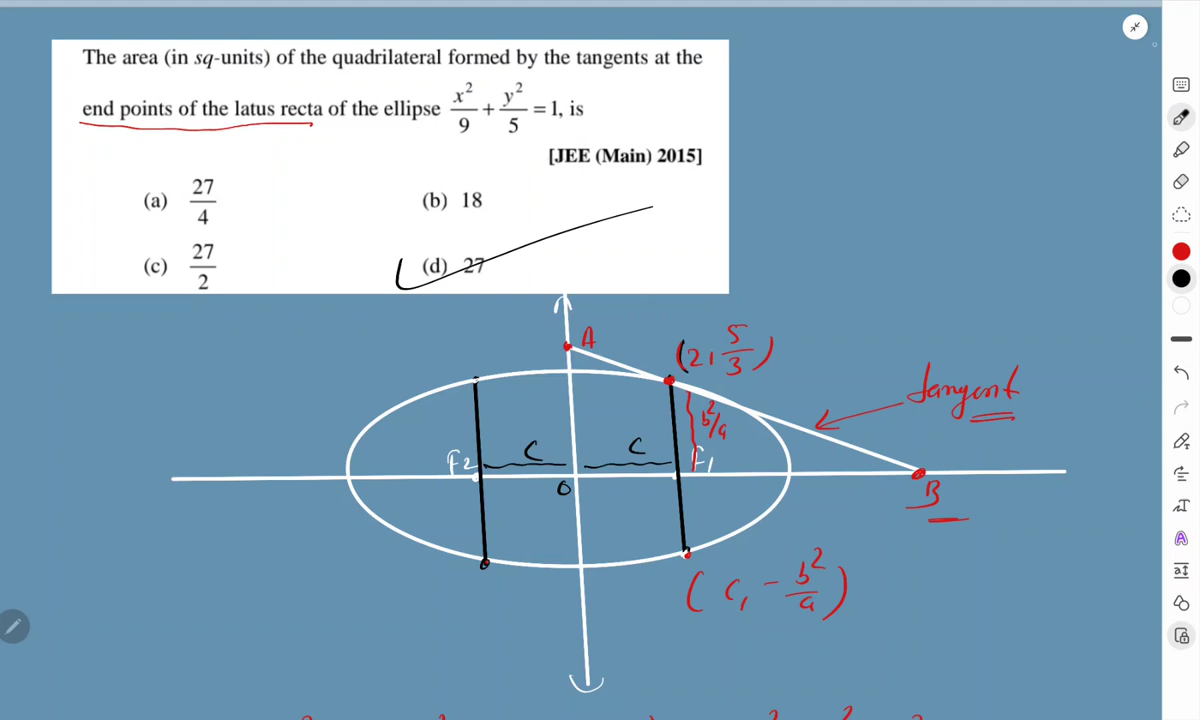 The area (in sq-units) of the quadrilateral formed by the tangents at the
end points of the latus recta of the ellipse x²/9 + y²/5 = 1, is
[JEE (Main) 2015]
(a) 27/4 (b) 18
(c) 27/2 (d) 27
A
(2, 5/3)
tangent
b²/a
C C
F2 F1
O
B
(c, -b²/a)